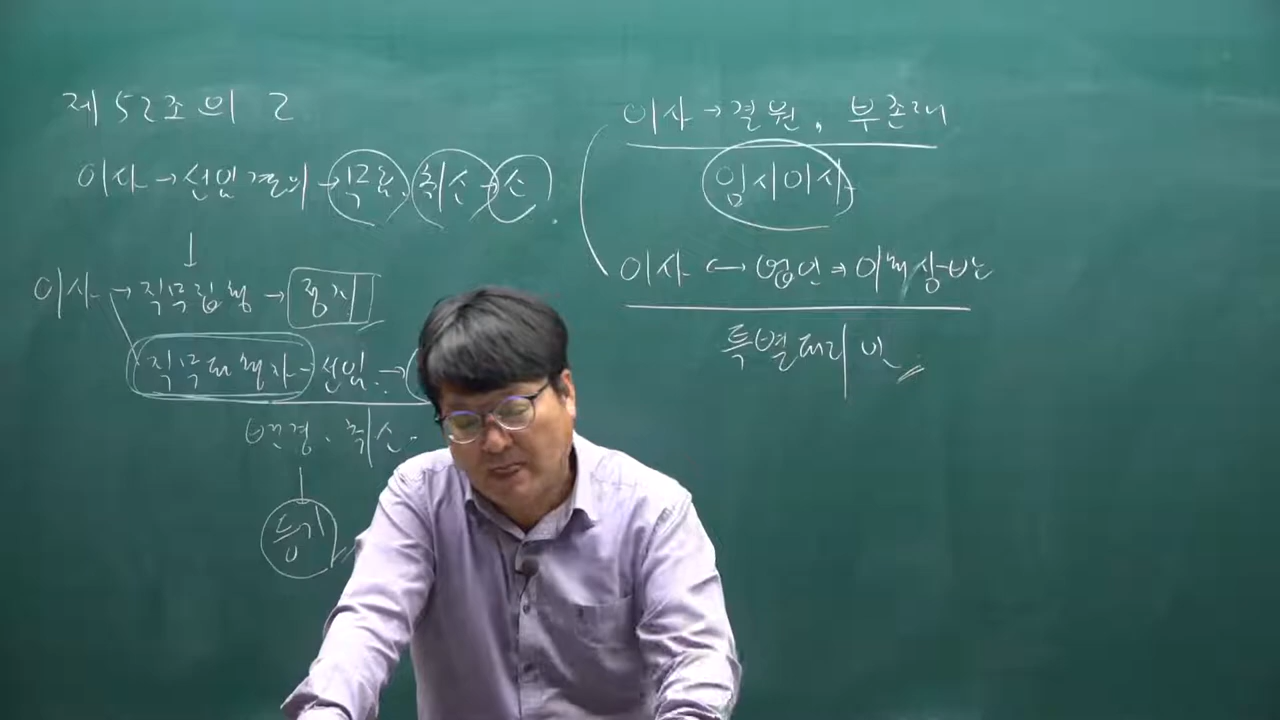 제 52조의 2
이사 → 선임결의 → 무효, 취소 → 소
이사 → 직무집행 → 정지
직무대행자 - 선임 →
변경、취소
등기
이사 → 결원, 부존재
임시이사
이사 ↔ 법인 → 이해상반
특별대리인